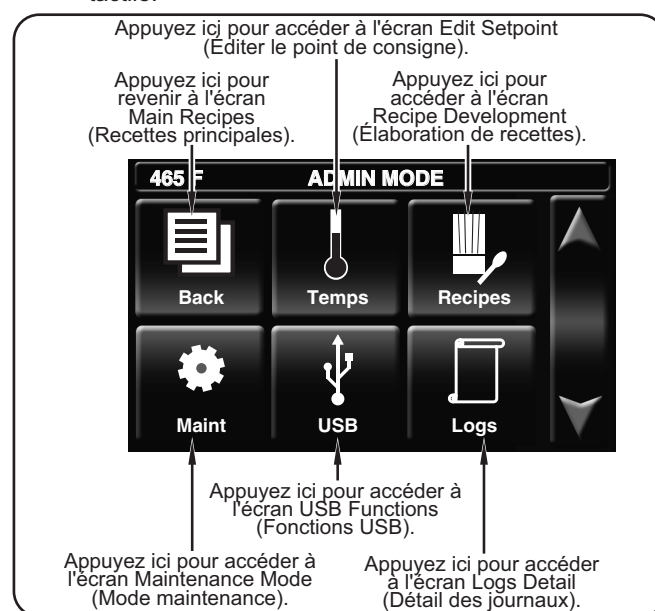 tactile.
Appuyez ici pour accéder à l'écran Edit Setpoint
(Éditer le point de consigne).
Appuyez ici pour
revenir à l'écran
Main Recipes
(Recettes principales).
Appuyez ici pour
accéder à l'écran
Recipe Development
(Élaboration de recettes).
465 F ADMIN MODE
Back Temps Recipes
Maint USB Logs
Appuyez ici pour accéder à
l'écran USB Functions
(Fonctions USB).
Appuyez ici pour accéder à
l'écran Maintenance Mode
(Mode maintenance).
Appuyez ici pour accéder
à l'écran Logs Detail
(Détail des journaux).